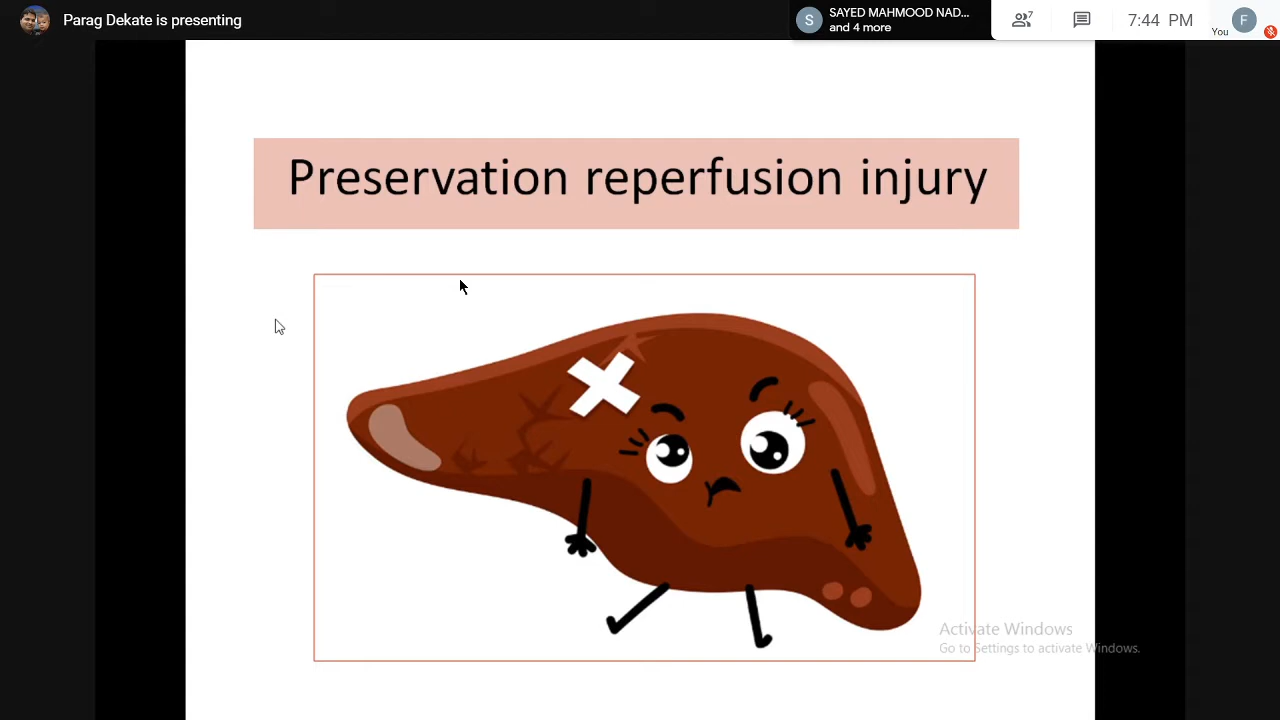 Parag Dekate is presenting
S
SAYED MAHMOOD NAD...
and 4 more
7
7:44 PM
You
F
Preservation reperfusion injury
Activate Windows
Go to Settings to activate Windows.